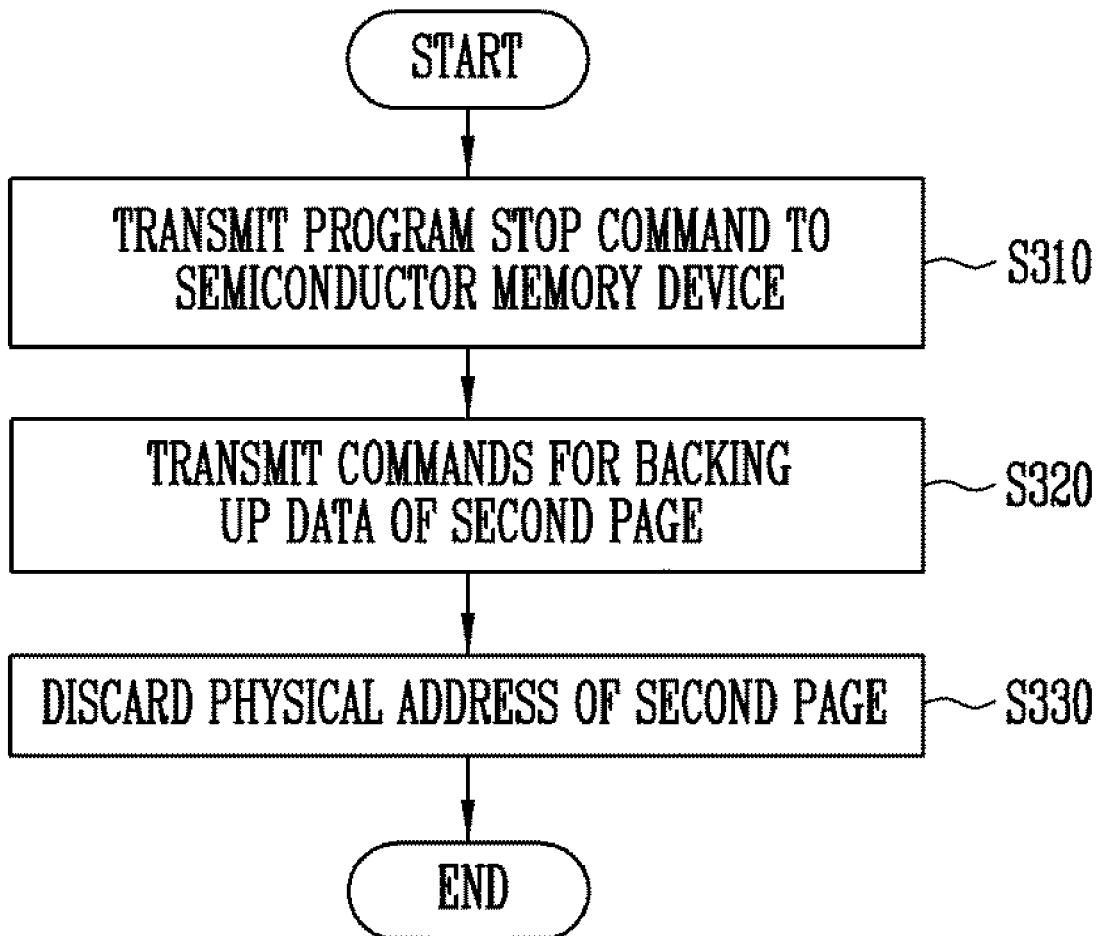 START
TRANSMIT PROGRAM STOP COMMAND TO
SEMICONDUCTOR MEMORY DEVICE
S310
TRANSMIT COMMANDS FOR BACKING
UP DATA OF SECOND PAGE
S320
DISCARD PHYSICAL ADDRESS OF SECOND PAGE
S330
END